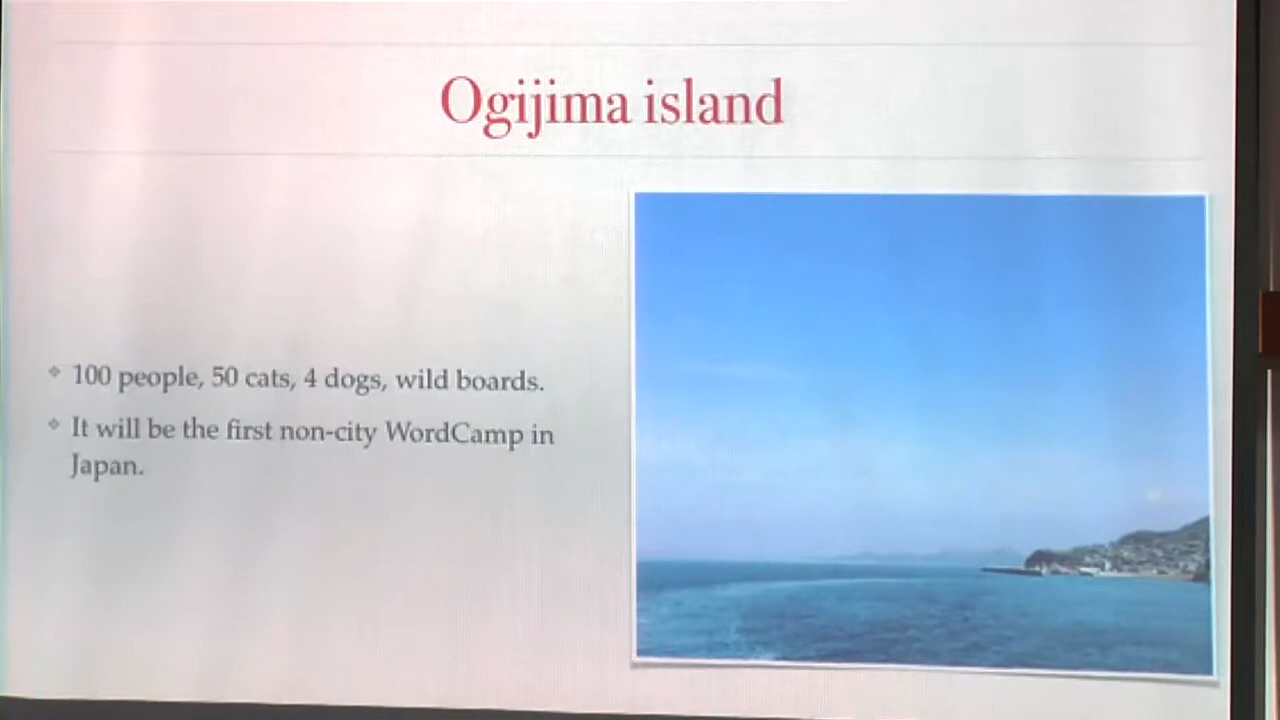 Ogijima island
100 people, 50 cats, 4 dogs, wild boards.
It will be the first non-city WordCamp in
Japan.